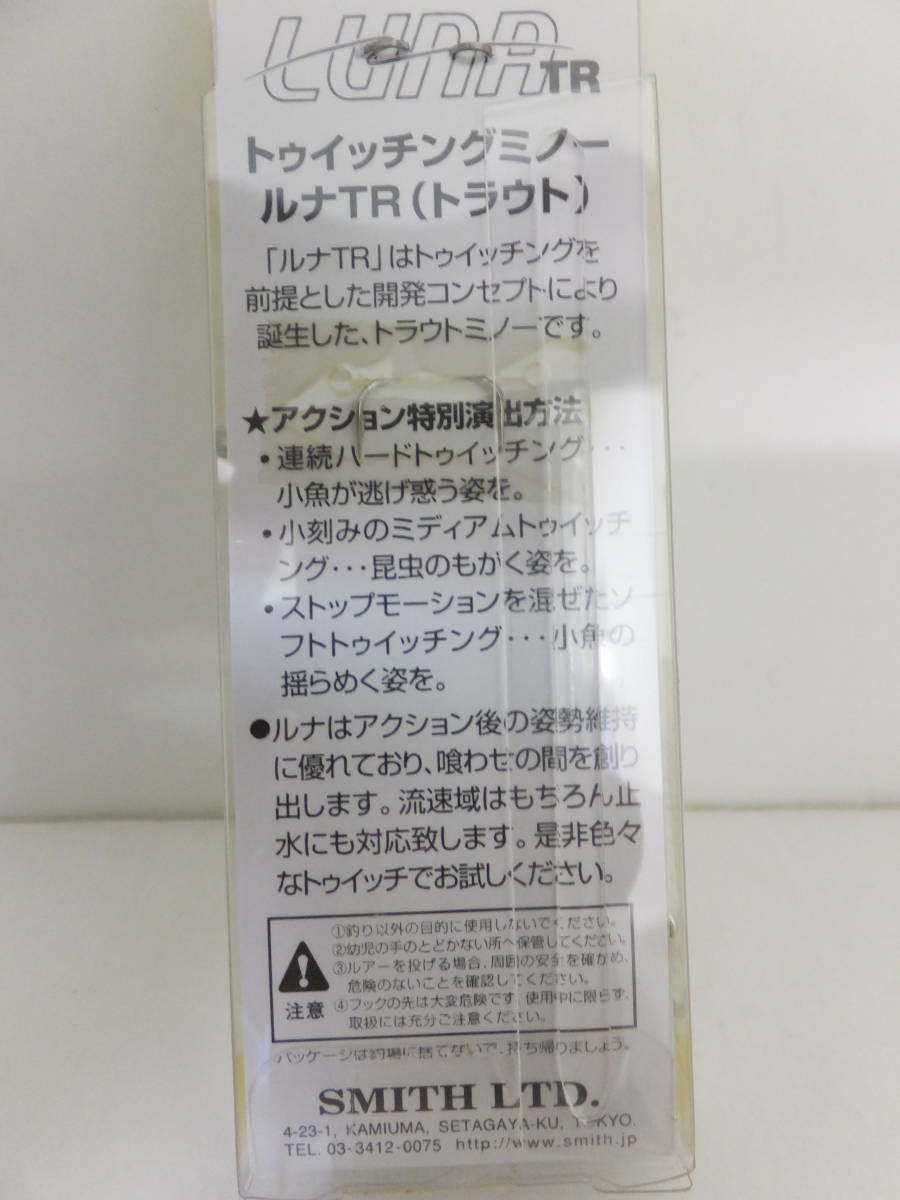 LUNA TR
トゥイッチングミノー
ルナTR(トラウト)
「ルナTR」はトゥイッチングを
前提とした開発コンセプトにより
誕生した、トラウトミノーです。
★アクション特別演出方法
・連続ハードトゥイッチング・・・
小魚が逃げ惑う姿を。
・小刻みのミディアムトゥイッチ
ング・・・昆虫のもがく姿を。
・ストップモーションを混ぜたソ
フトトゥイッチング・・・小魚の
揺らめく姿を。
●ルナはアクション後の姿勢維持
に優れており、喰わせの間を創り
出します。流速域はもちろん止
水にも対応致します。是非色々
なトゥイッチでお試しください。
①釣り以外の目的に使用しないでください。
②幼児の手のとどかない所へ保管してください。
③ルアーを投げる場合、周囲の安全を確かめ、
危険のないことを確認してください。
④フックの先は大変危険です。使用中に限らず、
取扱には充分ご注意ください。
注意
パッケージは釣場に捨てないで、持ち帰りましょう。
SMITH LTD.
4-23-1, KAMIUMA, SETAGAYA-KU, TOKYO.
TEL. 03-3412-0075 http://www.smith.jp